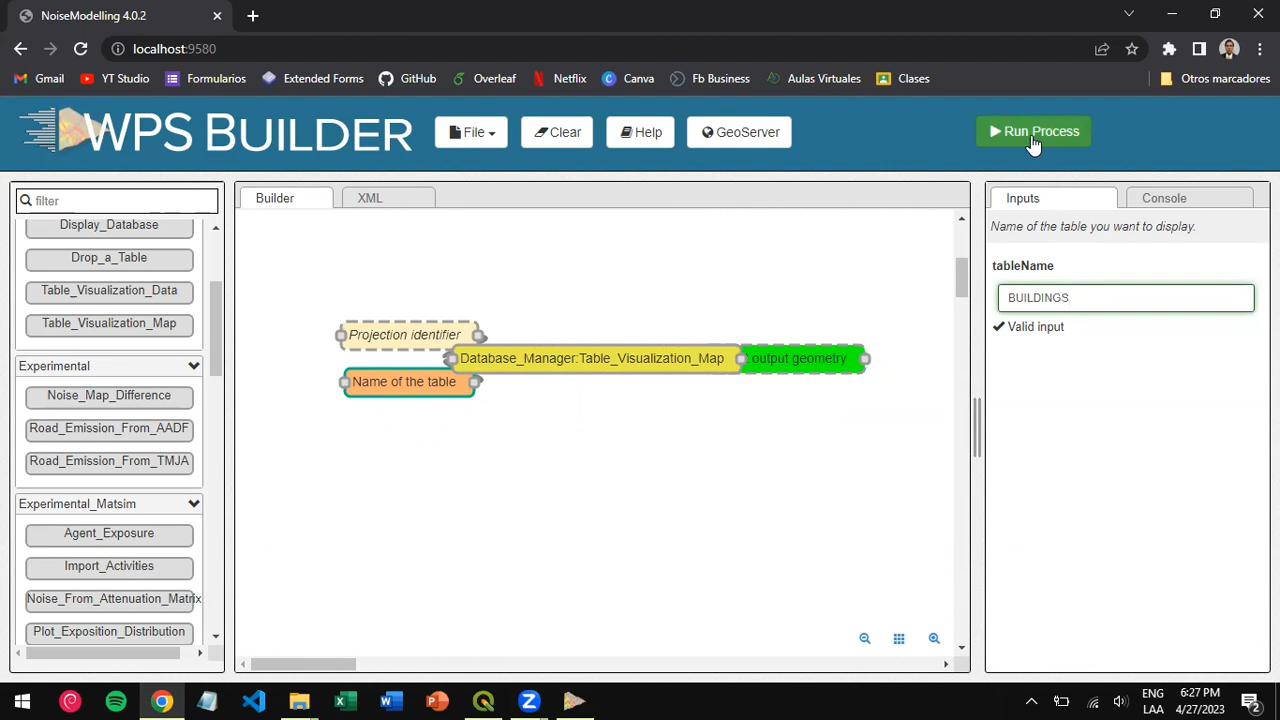 NoiseModelling 4.0.2
localhost:9580
Gmail
YT Studio
Formularios
Extended Forms
GitHub
Overleaf
Netflix
Canva
Fb Business
Aulas Virtuales
Clases
Otros marcadores
WPS BUILDER
File
Clear
Help
GeoServer
Run Process
filter
Display_Database
Drop_a_Table
Table_Visualization_Data
Table_Visualization_Map
Experimental
Noise_Map_Difference
Road_Emission_From_AADF
Road_Emission_From_TMJA
Experimental_Matsim
Agent_Exposure
Import_Activities
Noise_From_Attenuation_Matrix
Plot_Exposition_Distribution
Builder
XML
Projection identifier
Database_Manager:Table_Visualization_Map
output geometry
Name of the table
Inputs
Console
Name of the table you want to display.
tableName
BUILDINGS
Valid input
ENG
LAA
6:27 PM
4/27/2023
2